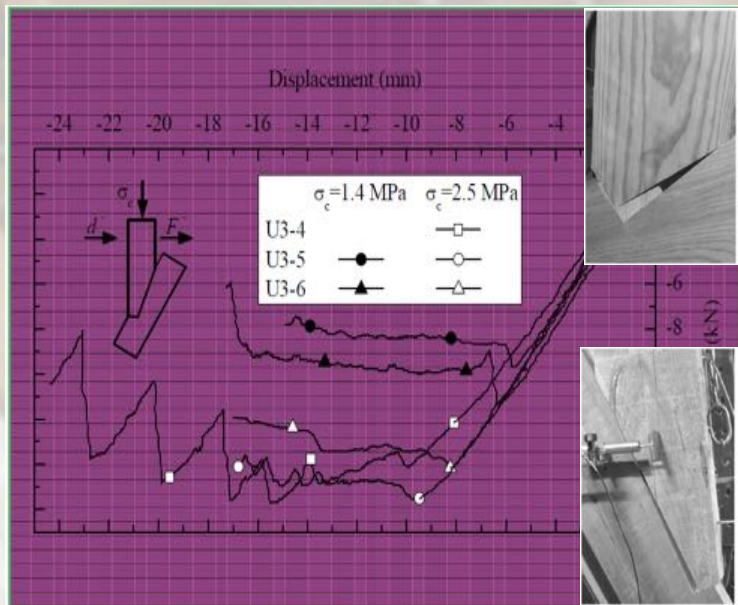 Displacement (mm)
-24 -22 -20 -18 -16 -14 -12 -10 -8 -6 -4
σc
d F
σc=1.4 MPa σc=2.5 MPa
U3-4
U3-5
U3-6
-6
-8
(kN)